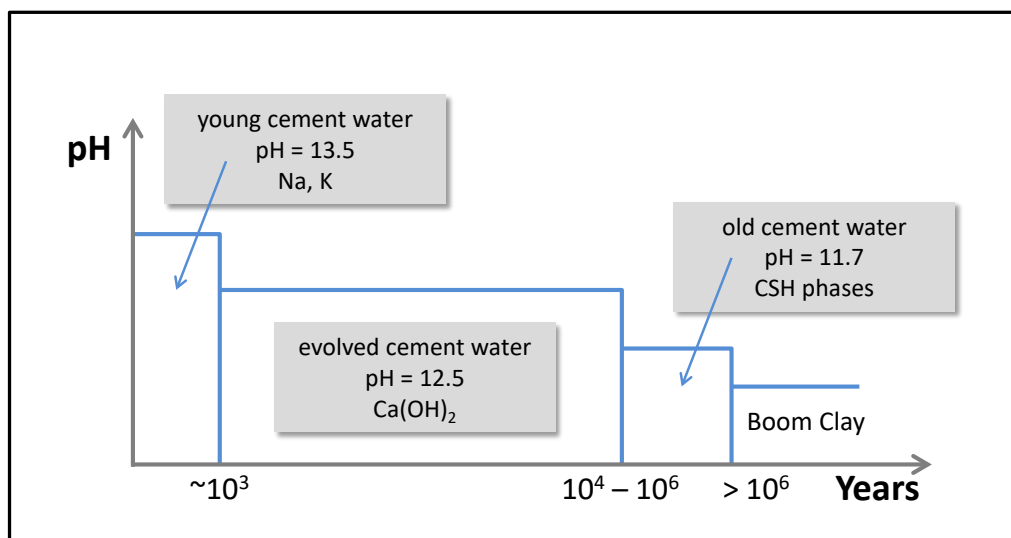 young cement water
pH = 13.5
Na, K
pH
old cement water
pH = 11.7
CSH phases
evolved cement water
pH = 12.5
Ca(OH)₂
Boom Clay
~10³
10⁴ – 10⁶
> 10⁶
Years